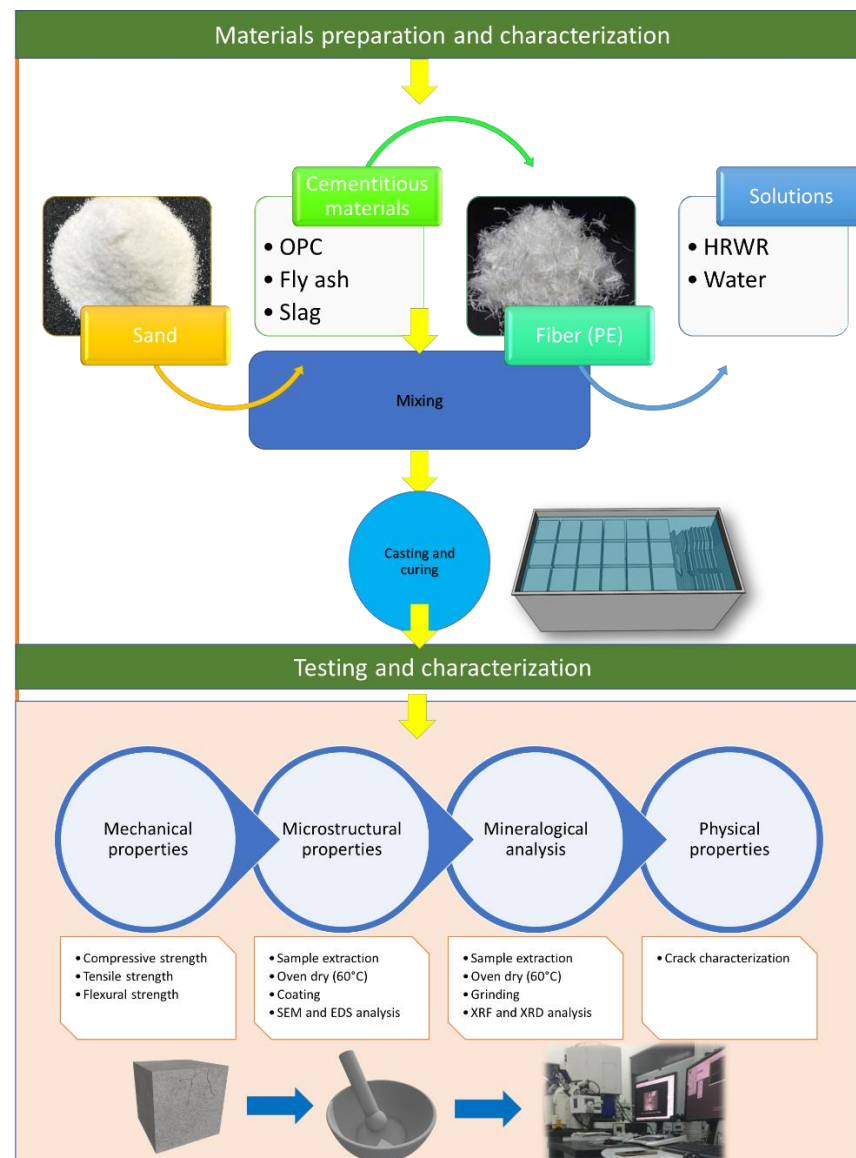 Materials preparation and characterization
Cementitious
materials
Solutions
• OPC
• Fly ash
• Slag
• HRWR
• Water
Sand
Fiber (PE)
Mixing
Casting and
curing
Testing and characterization
Mechanical
properties
Microstructural
properties
Mineralogical
analysis
Physical
properties
• Compressive strength
• Tensile strength
• Flexural strength
• Sample extraction
• Oven dry (60°C)
• Coating
• SEM and EDS analysis
• Sample extraction
• Oven dry (60°C)
• Grinding
• XRF and XRD analysis
• Crack characterization